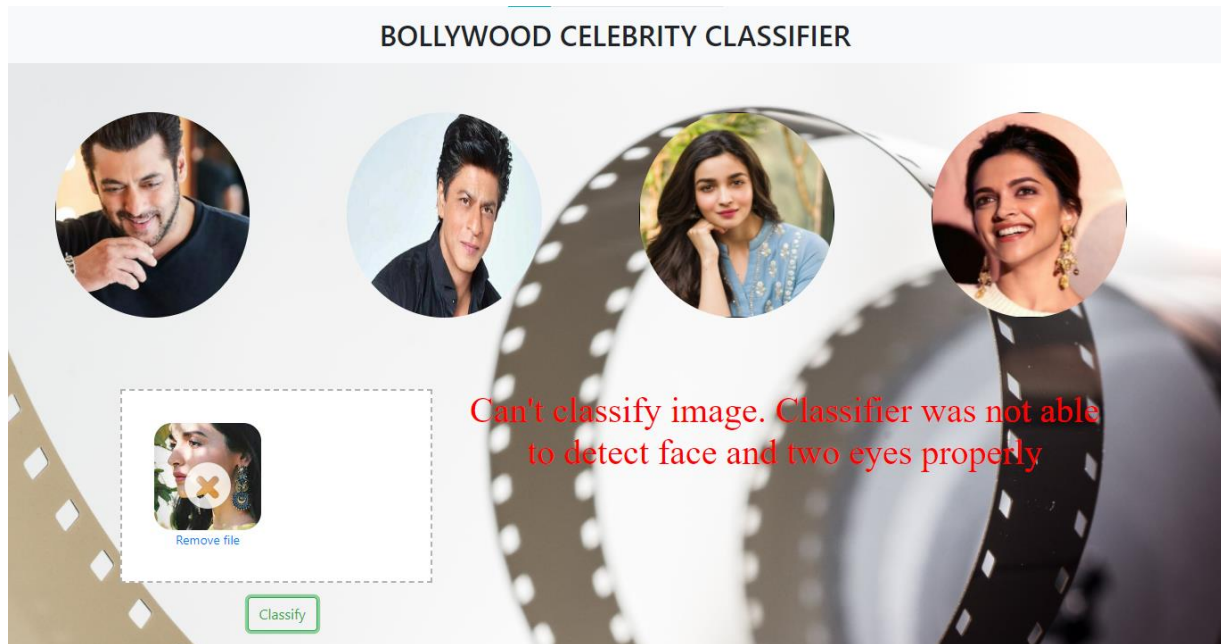 BOLLYWOOD CELEBRITY CLASSIFIER
Can't classify image. Classifier was not able
to detect face and two eyes properly
Remove file
Classify